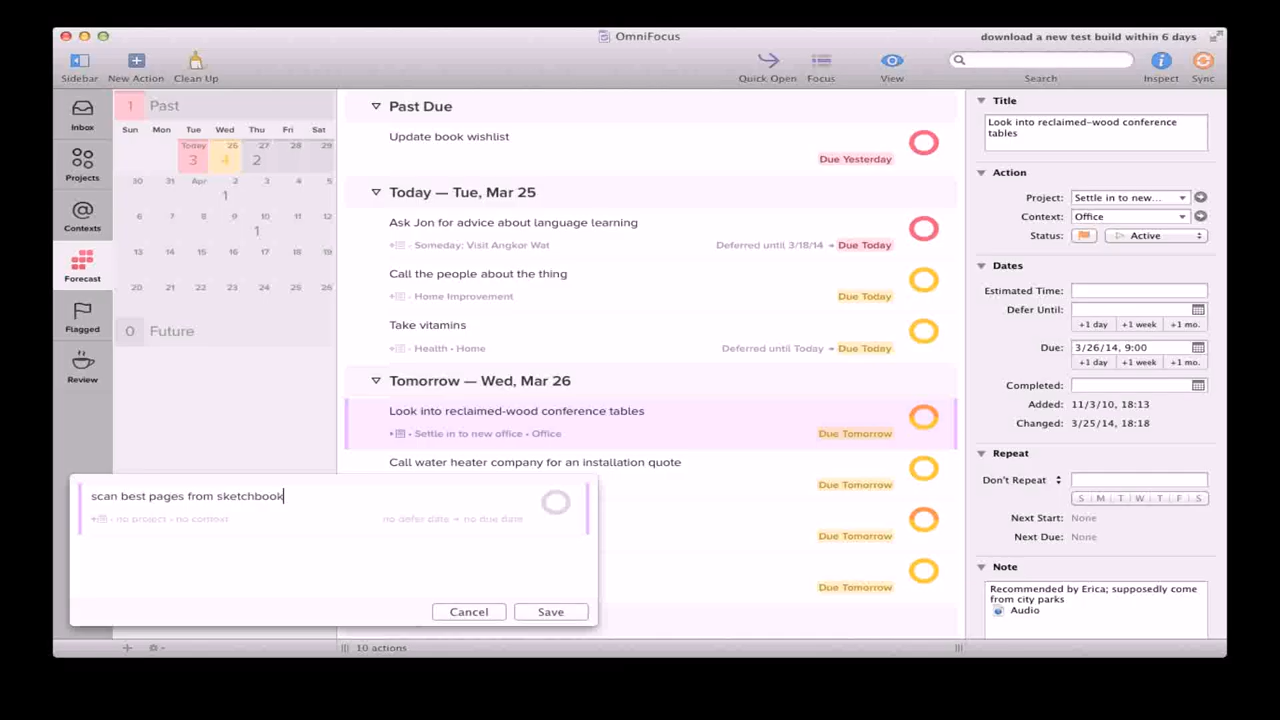 OmniFocus
download a new test build within 6 days
Sidebar
New Action
Clean Up
Quick Open
Focus
View
Search
Inspect
Sync
Inbox
Projects
Contexts
Forecast
Flagged
Review
1 Past
Sun Mon Tue Wed Thu Fri Sat
Today 26 27 28 29
3 4 2
30 31 Apr 2 3 4 5
1
6 7 8 9 10 11 12
1
13 14 15 16 17 18 19
20 21 22 23 24 25 26
0 Future
Past Due
Update book wishlist
Due Yesterday
Today — Tue, Mar 25
Ask Jon for advice about language learning
Someday: Visit Angkor Wat
Deferred until 3/18/14 → Due Today
Call the people about the thing
Home Improvement
Due Today
Take vitamins
Health • Home
Deferred until Today → Due Today
Tomorrow — Wed, Mar 26
Look into reclaimed-wood conference tables
Settle in to new office • Office
Due Tomorrow
Call water heater company for an installation quote
Due Tomorrow
Due Tomorrow
Due Tomorrow
scan best pages from sketchbook
no project • no context
no defer date → no due date
Cancel
Save
10 actions
Title
Look into reclaimed-wood conference
tables
Action
Project: Settle in to new...
Context: Office
Status: Active
Dates
Estimated Time:
Defer Until:
+1 day +1 week +1 mo.
Due: 3/26/14, 9:00
+1 day +1 week +1 mo.
Completed:
Added: 11/3/10, 18:13
Changed: 3/25/14, 18:18
Repeat
Don't Repeat
S M T W T F S
Next Start: None
Next Due: None
Note
Recommended by Erica; supposedly come
from city parks
Audio